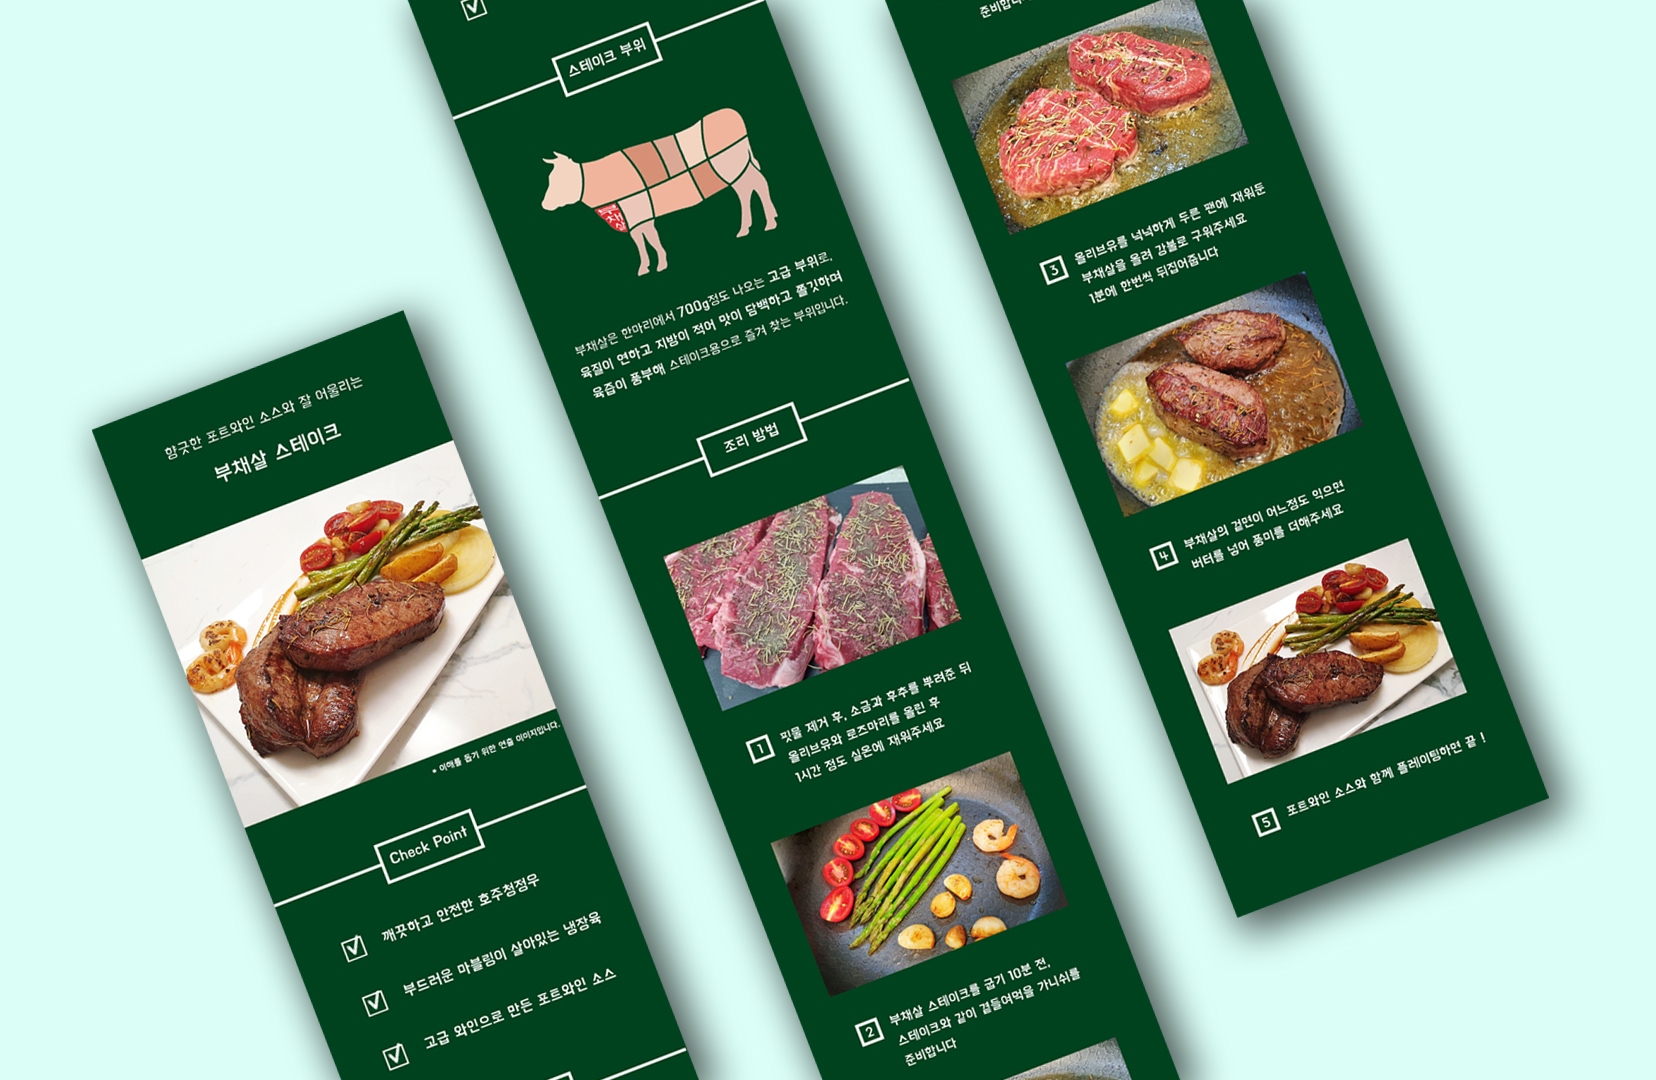 향긋한 포트와인 소스와 잘 어울리는
부채살 스테이크
* 이해를 돕기 위한 연출 이미지입니다.
Check Point
깨끗하고 안전한 호주청정우
부드러운 마블링이 살아있는 냉장육
고급 와인으로 만든 포트와인 소스
스테이크 부위
부채살
부채살은 한마리에서 700g정도 나오는 고급 부위로,
육질이 연하고 지방이 적어 맛이 담백하고 쫄깃하며
육즙이 풍부해 스테이크용으로 즐겨 찾는 부위입니다.
조리 방법
1 핏물 제거 후, 소금과 후추를 뿌려준 뒤
올리브유와 로즈마리를 올린 후
1시간 정도 실온에 재워주세요
2 부채살 스테이크를 굽기 10분 전,
스테이크와 같이 곁들여먹을 가니쉬를
준비합니다
준비합니다
3 올리브유를 넉넉하게 두른 팬에 재워둔
부채살을 올려 강불로 구워주세요
1분에 한번씩 뒤집어줍니다
4 부채살의 겉면이 어느정도 익으면
버터를 넣어 풍미를 더해주세요
5 포트와인 소스와 함께 플레이팅하면 끝 !